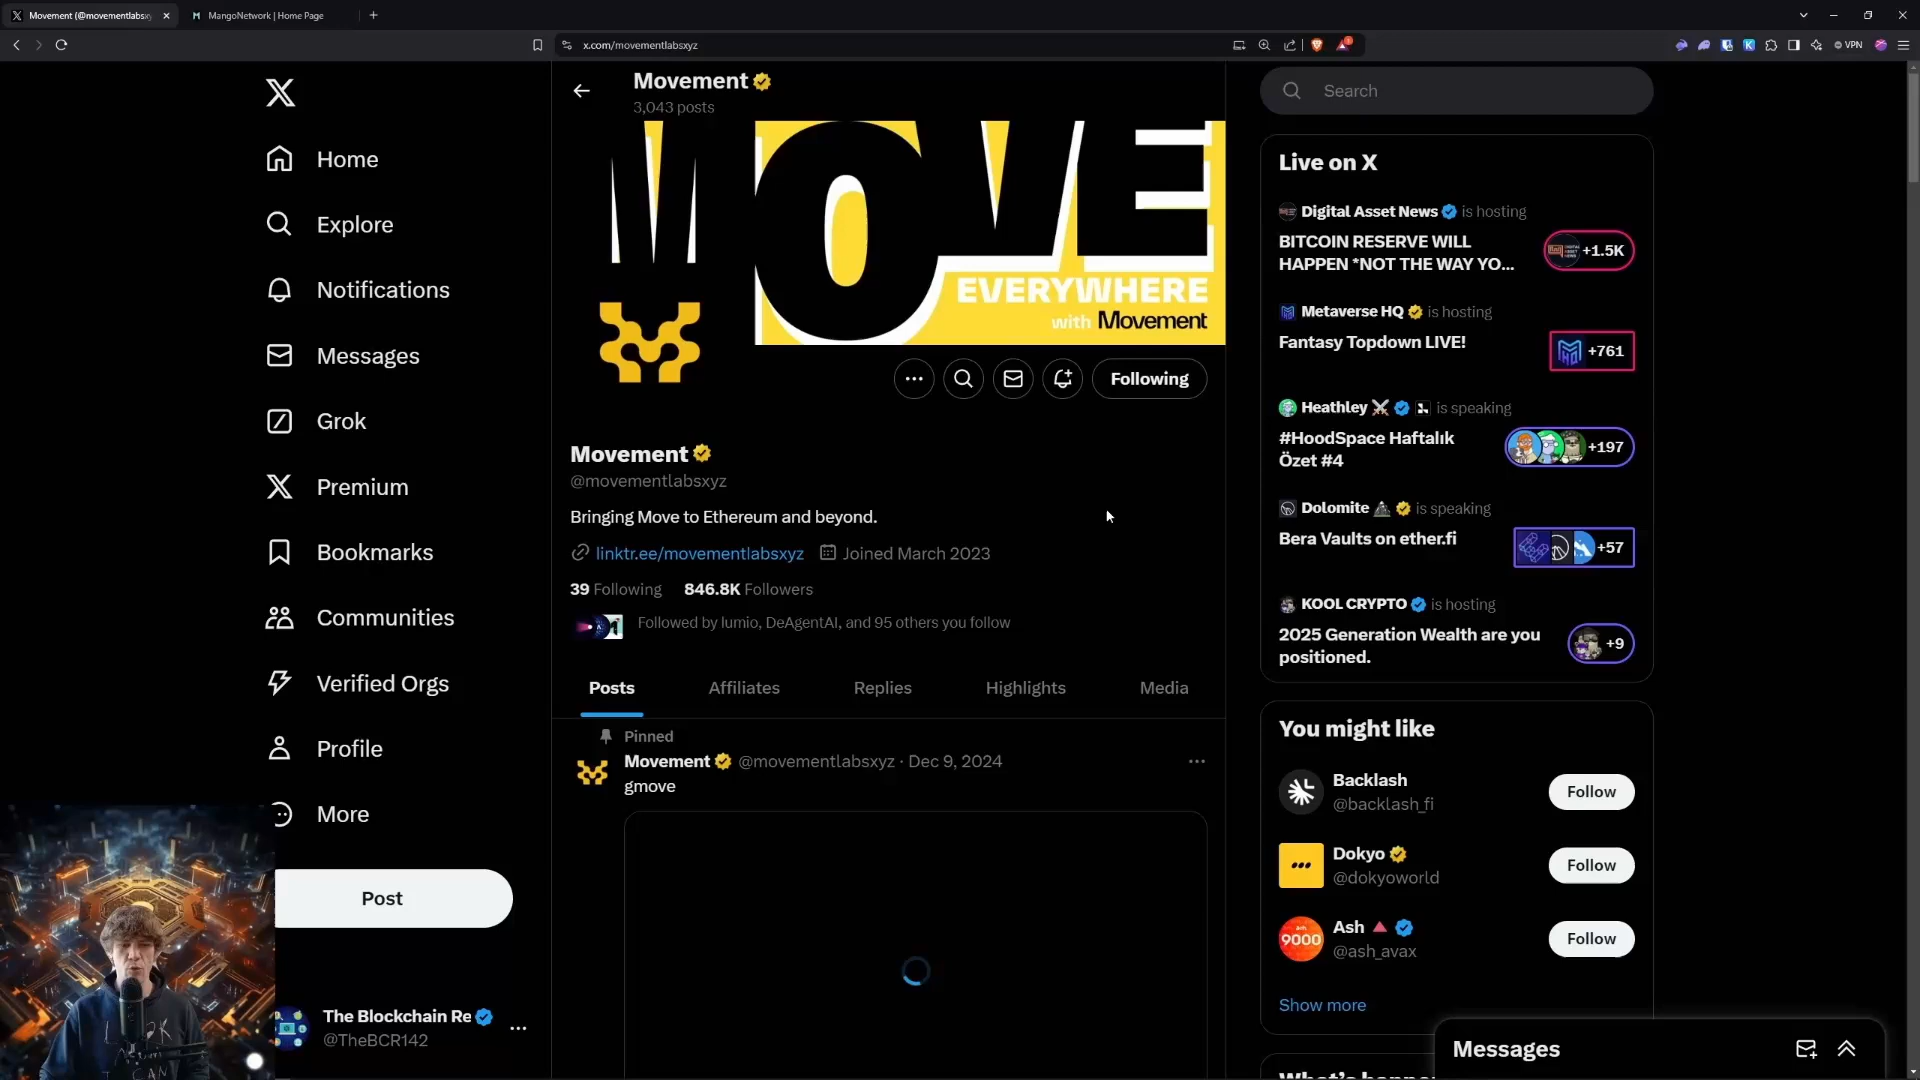 Movement (@movementlabsxy
MangoNetwork | Home Page
x.com/movementlabsxyz
VPN
Home
Explore
Notifications
Messages
Grok
Premium
Bookmarks
Communities
Verified Orgs
Profile
More
Post
The Blockchain Re
@TheBCR142
Movement
3,043 posts
MOVE
EVERYWHERE
with Movement
Following
Movement
@movementlabsxyz
Bringing Move to Ethereum and beyond.
linktr.ee/movementlabsxyz Joined March 2023
39 Following 846.8K Followers
Followed by lumio, DeAgentAI, and 95 others you follow
Posts Affiliates Replies Highlights Media
Pinned
Movement @movementlabsxyz · Dec 9, 2024
gmove
Search
Live on X
Digital Asset News is hosting
BITCOIN RESERVE WILL
HAPPEN *NOT THE WAY YO...
+1.5K
Metaverse HQ is hosting
Fantasy Topdown LIVE!
+761
Heathley is speaking
#HoodSpace Haftalık
Özet #4
+197
Dolomite is speaking
Bera Vaults on ether.fi
+57
KOOL CRYPTO is hosting
2025 Generation Wealth are you
positioned.
+9
You might like
Backlash
@backlash_fi
Follow
Dokyo
@dokyoworld
Follow
9000
Ash
@ash_avax
Follow
Show more
Messages